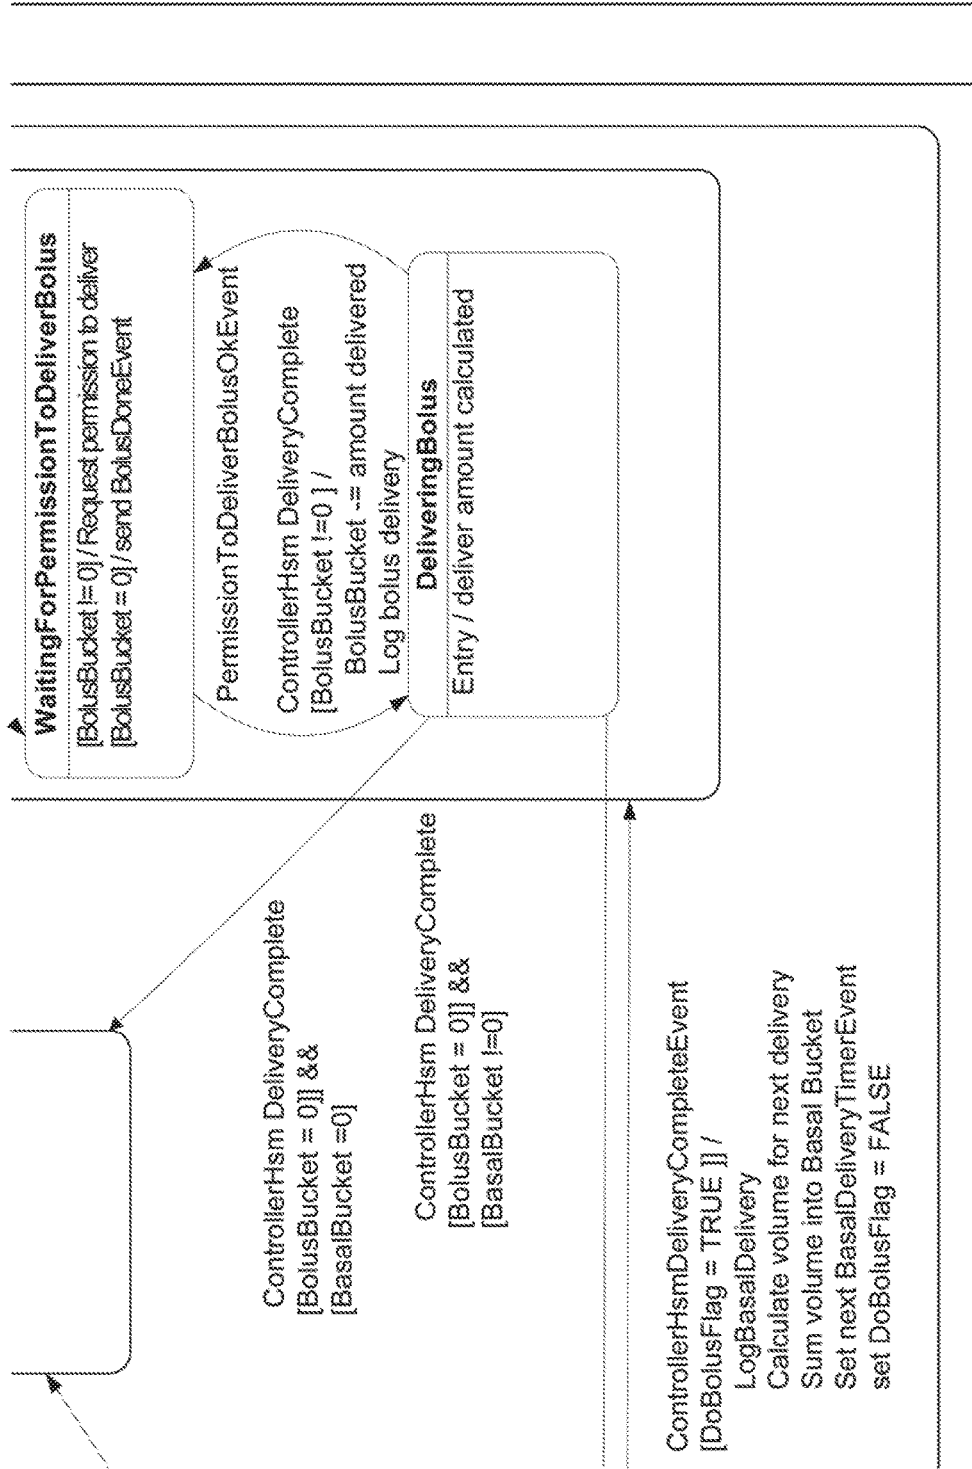 WaitingForPermissionToDeliverBolus
[BolusBucket != 0] / Request permission to deliver
[BolusBucket = 0] / send BolusDoneEvent
PermissionToDeliverBolusOkEvent
ControllerHsm DeliveryComplete
[BolusBucket !=0 ] /
BolusBucket -= amount delivered
Log bolus delivery
DeliveringBolus
Entry / deliver amount calculated
ControllerHsm DeliveryComplete
[BolusBucket = 0]] &&
[BasalBucket =0]
ControllerHsm DeliveryComplete
[BolusBucket = 0]] &&
[BasalBucket !=0]
ControllerHsmDeliveryCompleteEvent
[DoBolusFlag = TRUE ]] /
LogBasalDelivery
Calculate volume for next delivery
Sum volume into Basal Bucket
Set next BasalDeliveryTimerEvent
set DoBolusFlag = FALSE